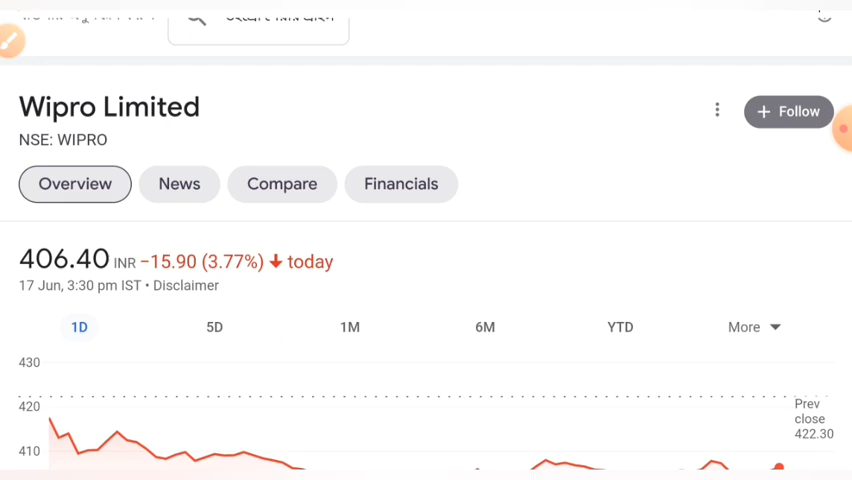 Wipro Limited
+ Follow
NSE: WIPRO
Overview News Compare Financials
406.40 INR −15.90 (3.77%) ↓ today
17 Jun, 3:30 pm IST • Disclaimer
1D 5D 1M 6M YTD More
430
420
410
Prev
close
422.30